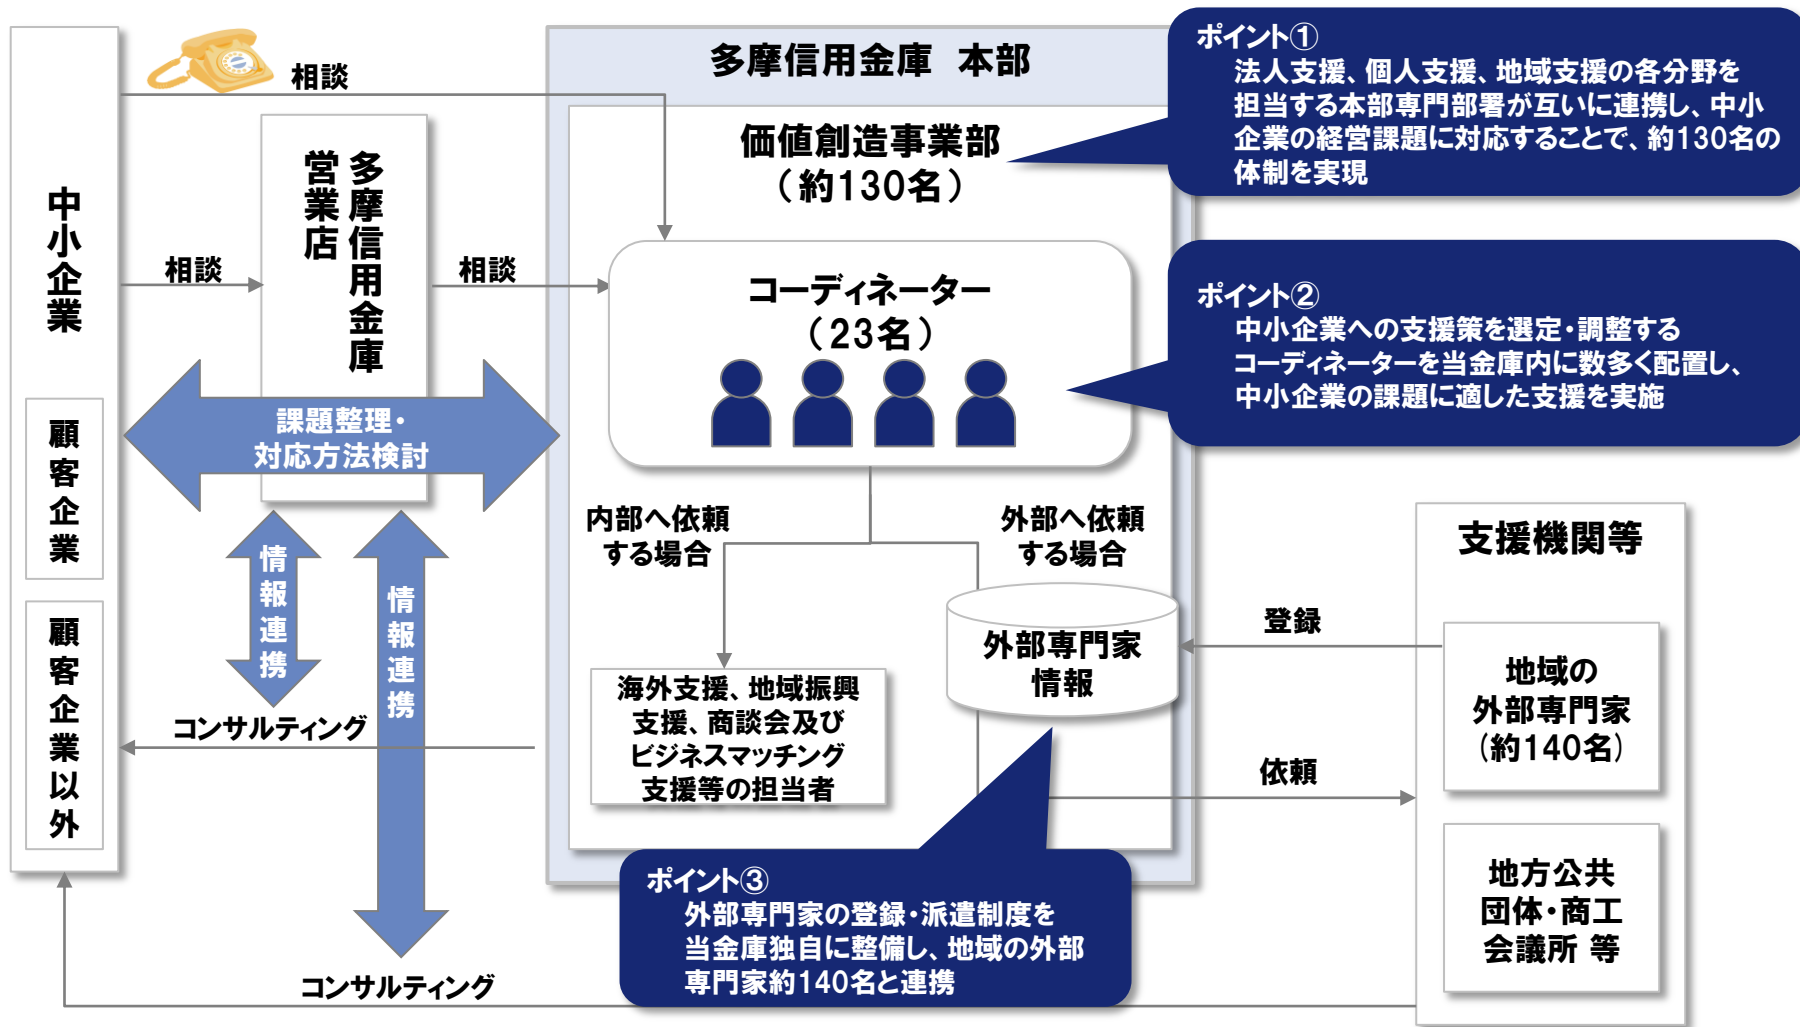 中小企業
顧客企業
顧客企業以外
相談
相談
多摩信用金庫
営業店
相談
課題整理・
対応方法検討
情報連携
情報連携
コンサルティング
コンサルティング
多摩信用金庫 本部
価値創造事業部
（約130名）
コーディネーター
（23名）
内部へ依頼
する場合
外部へ依頼
する場合
海外支援、地域振興
支援、商談会及び
ビジネスマッチング
支援等の担当者
外部専門家
情報
登録
依頼
支援機関等
地域の
外部専門家
（約140名）
地方公共
団体・商工
会議所 等
ポイント①
法人支援、個人支援、地域支援の各分野を
担当する本部専門部署が互いに連携し、中小
企業の経営課題に対応することで、約130名の
体制を実現
ポイント②
中小企業への支援策を選定・調整する
コーディネーターを当金庫内に数多く配置し、
中小企業の課題に適した支援を実施
ポイント③
外部専門家の登録・派遣制度を
当金庫独自に整備し、地域の外部
専門家約140名と連携